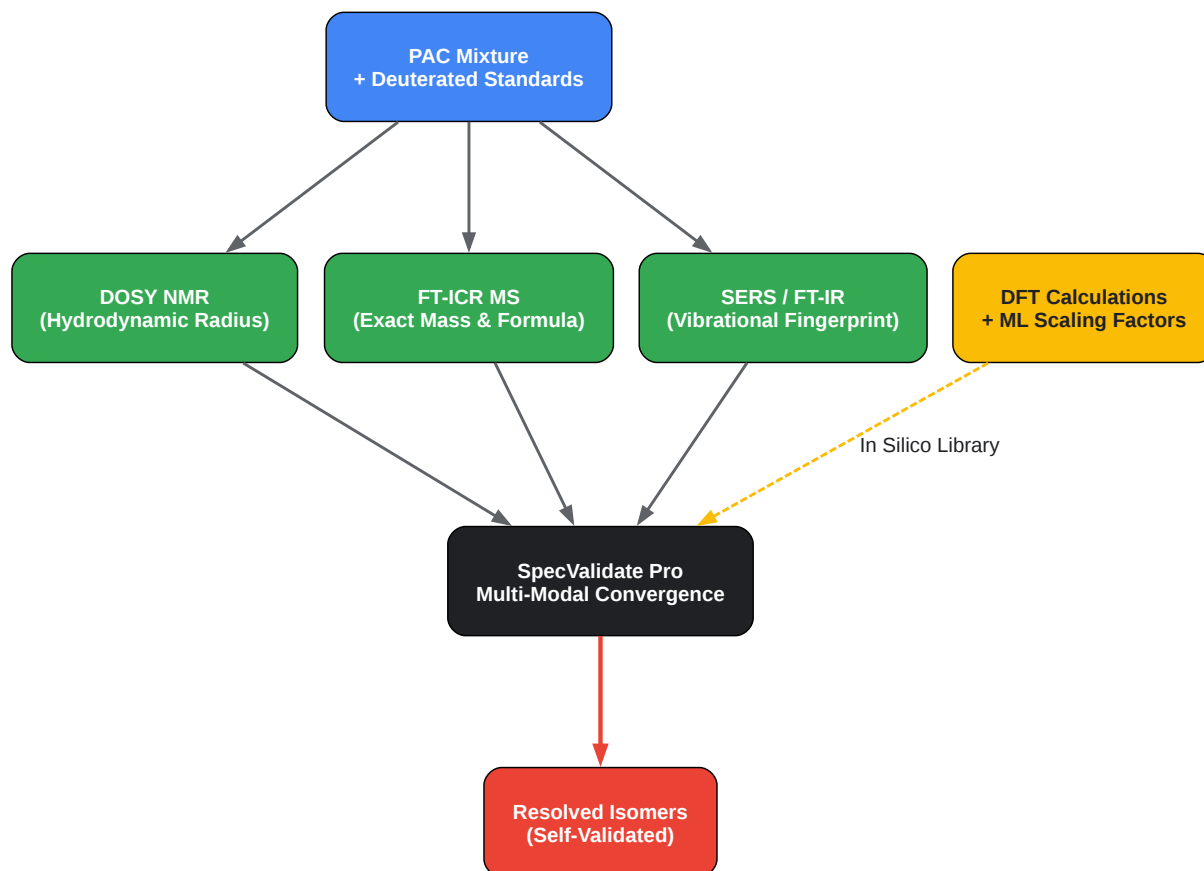 PAC Mixture
+ Deuterated Standards
DOSY NMR
(Hydrodynamic Radius)
FT-ICR MS
(Exact Mass & Formula)
SERS / FT-IR
(Vibrational Fingerprint)
DFT Calculations
+ ML Scaling Factors
In Silico Library
SpecValidate Pro
Multi-Modal Convergence
Resolved Isomers
(Self-Validated)